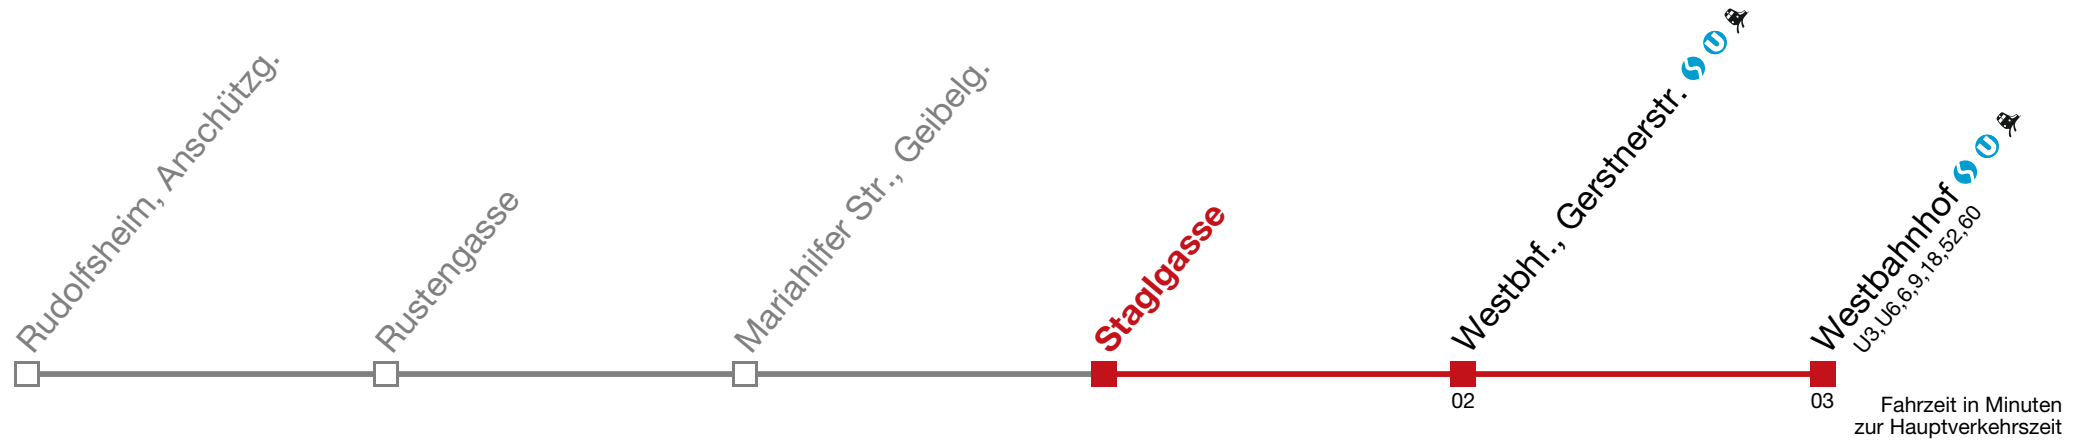 Rudolfsheim, Anschützg.
Rustengasse
Mariahilfer Str., Geibelg.
Staglgasse
Westbhf., Gerstnerstr.
Westbahnhof
U3,U6,6,9,18,52,60
02
03
Fahrzeit in Minuten
zur Hauptverkehrszeit